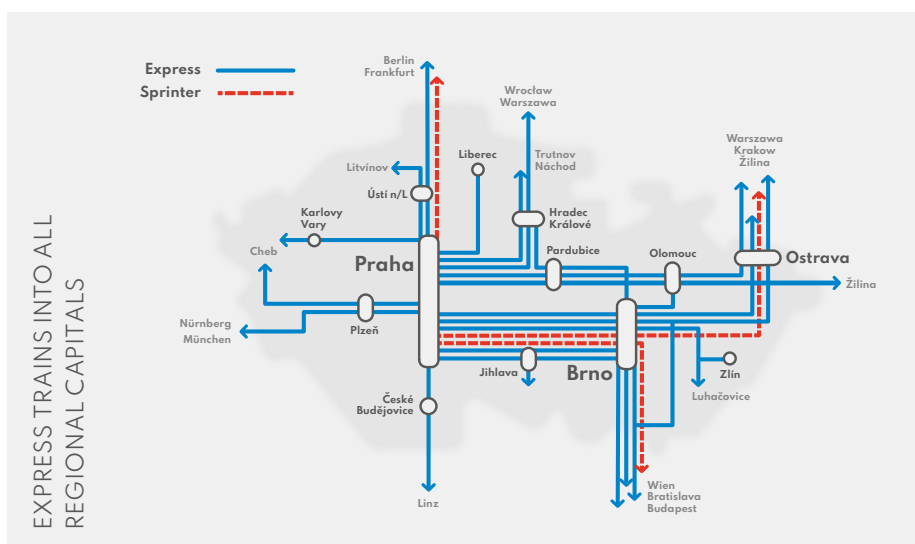 EXPRESS TRAINS INTO ALL
REGIONAL CAPITALS
Express
Sprinter
Berlin
Frankfurt
Wrocław
Warszawa
Warszawa
Krakow
Žilina
Litvínov
Liberec
Trutnov
Náchod
Ústí n/L
Karlovy
Vary
Hradec
Králové
Cheb
Praha
Pardubice
Olomouc
Ostrava
Žilina
Nürnberg
München
Plzeň
Jihlava
Brno
Zlín
Luhačovice
České
Budějovice
Linz
Wien
Bratislava
Budapest